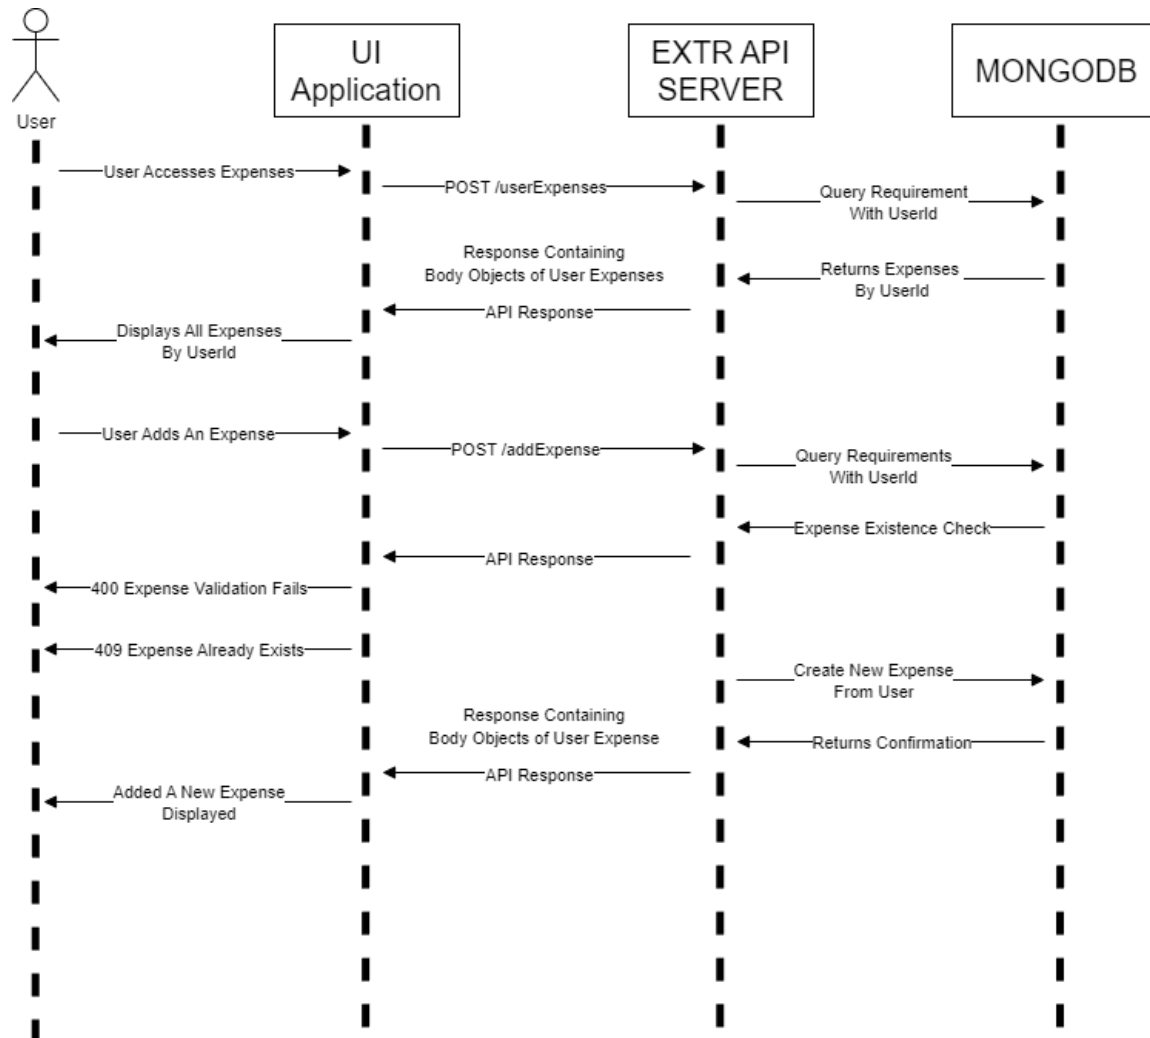 UI
Application
EXTR API
SERVER
MONGODB
User
User Accesses Expenses
POST /userExpenses
Query Requirement
With UserId
Response Containing
Body Objects of User Expenses
Returns Expenses
By UserId
API Response
Displays All Expenses
By UserId
User Adds An Expense
POST /addExpense
Query Requirements
With UserId
Expense Existence Check
API Response
400 Expense Validation Fails
409 Expense Already Exists
Create New Expense
From User
Response Containing
Body Objects of User Expense
Returns Confirmation
API Response
Added A New Expense
Displayed